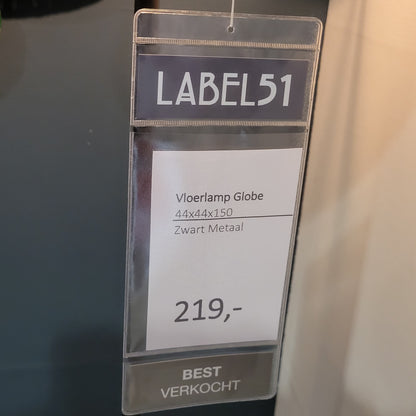 LABEL51
Vloerlamp Globe
44x44x150
Zwart Metaal
219,-
BEST
VERKOCHT